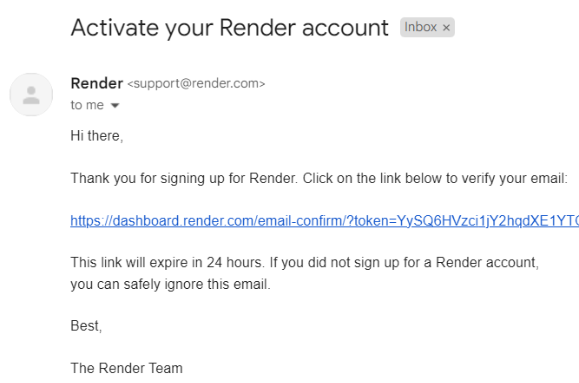 Activate your Render account Inbox ×
Render <support@render.com>
to me
Hi there,
Thank you for signing up for Render. Click on the link below to verify your email:
https://dashboard.render.com/email-confirm/?token=YySQ6HVzci1jY2hqdXE1YT
This link will expire in 24 hours. If you did not sign up for a Render account,
you can safely ignore this email.
Best,
The Render Team